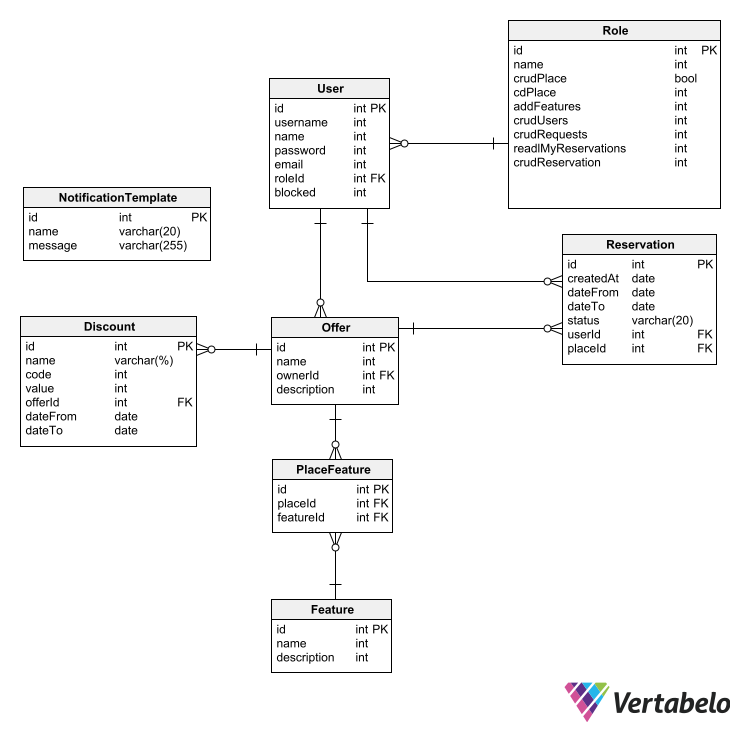 Role
id int PK
name int
crudPlace bool
cdPlace int
addFeatures int
crudUsers int
crudRequests int
readlMyReservations int
crudReservation int
User
id int PK
username int
name int
password int
email int
roleId int FK
blocked int
NotificationTemplate
id int PK
name varchar(20)
message varchar(255)
Reservation
id int PK
createdAt date
dateFrom date
dateTo date
status varchar(20)
userId int FK
placeId int FK
Discount
id int PK
name varchar(%)
code int
value int
offerId int FK
dateFrom date
dateTo date
Offer
id int PK
name int
ownerId int FK
description int
PlaceFeature
id int PK
placeId int FK
featureId int FK
Feature
id int PK
name int
description int
Vertabelo